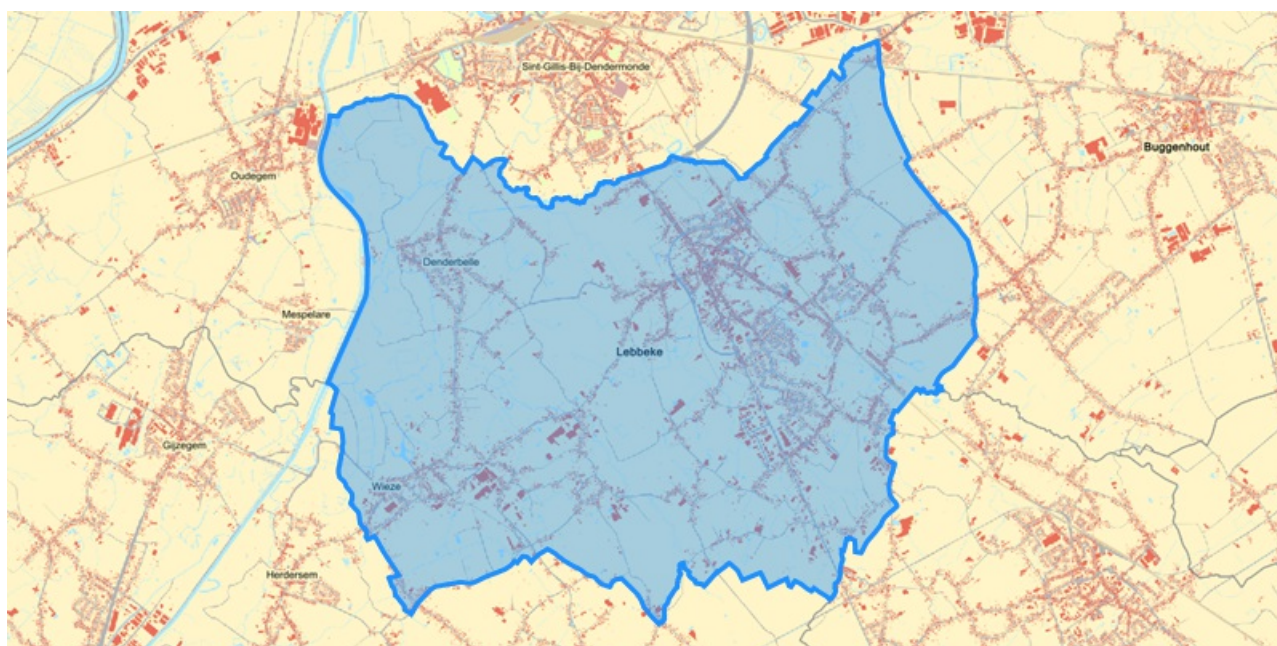 Sint-Gillis-Bij-Dendermonde
Buggenhout
Oudegem
Denderbelle
Mespelare
Lebbeke
Gijzegem
Wieze
Herdersem